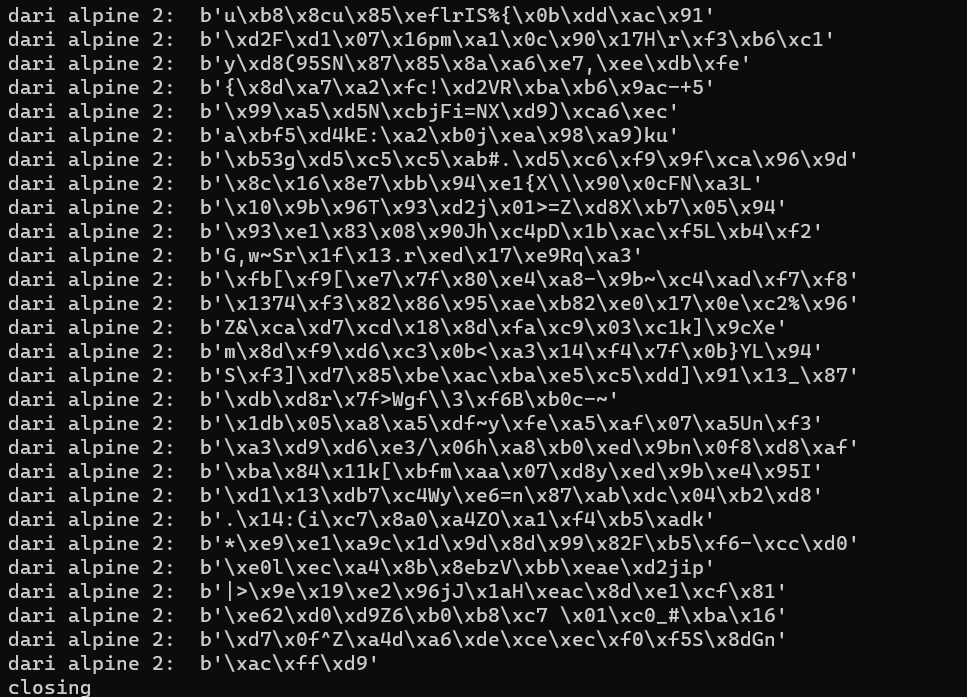 dari alpine 2:  b'u\xb8\x8cu\x85\xeflrIS%{\x0b\xdd\xac\x91'
dari alpine 2:  b'\xd2F\xd1\x07\x16pm\xa1\x0c\x90\x17H\r\xf3\xb6\xc1'
dari alpine 2:  b'y\xd8(95SN\x87\x85\x8a\xa6\xe7,\xee\xdb\xfe'
dari alpine 2:  b'{\x8d\xa7\xa2\xfc!\xd2VR\xba\xb6\x9ac-+5'
dari alpine 2:  b'\x99\xa5\xd5N\xcbjFi=NX\xd9)\xca6\xec'
dari alpine 2:  b'a\xbf5\xd4kE:\xa2\xb0j\xea\x98\xa9)ku'
dari alpine 2:  b'\xb53g\xd5\xc5\xc5\xab#.\xd5\xc6\xf9\x9f\xca\x96\x9d'
dari alpine 2:  b'\x8c\x16\x8e7\xbb\x94\xe1{X\\\x90\x0cFN\xa3L'
dari alpine 2:  b'\x10\x9b\x96T\x93\xd2j\x01>=Z\xd8X\xb7\x05\x94'
dari alpine 2:  b'\x93\xe1\x83\x08\x90Jh\xc4pD\x1b\xac\xf5L\xb4\xf2'
dari alpine 2:  b'G,w~Sr\x1f\x13.r\xed\x17\xe9Rq\xa3'
dari alpine 2:  b'\xfb[\xf9[\xe7\x7f\x80\xe4\xa8-\x9b~\xc4\xad\xf7\xf8'
dari alpine 2:  b'\x1374\xf3\x82\x86\x95\xae\xb82\xe0\x17\x0e\xc2%\x96'
dari alpine 2:  b'Z&\xca\xd7\xcd\x18\x8d\xfa\xc9\x03\xc1k]\x9cXe'
dari alpine 2:  b'm\x8d\xf9\xd6\xc3\x0b<\xa3\x14\xf4\x7f\x0b}YL\x94'
dari alpine 2:  b'S\xf3]\xd7\x85\xbe\xac\xba\xe5\xc5\xdd]\x91\x13_\x87'
dari alpine 2:  b'\xdb\xd8r\x7f>Wgf\\3\xf6B\xb0c-~'
dari alpine 2:  b'\x1db\x05\xa8\xa5\xdf~y\xfe\xa5\xaf\x07\xa5Un\xf3'
dari alpine 2:  b'\xa3\xd9\xd6\xe3/\x06h\xa8\xb0\xed\x9bn\x0f8\xd8\xaf'
dari alpine 2:  b'\xba\x84\x11k[\xbfm\xaa\x07\xd8y\xed\x9b\xe4\x95I'
dari alpine 2:  b'\xd1\x13\xdb7\xc4Wy\xe6=n\x87\xab\xdc\x04\xb2\xd8'
dari alpine 2:  b'.\x14:(i\xc7\x8a0\xa4ZO\xa1\xf4\xb5\xadk'
dari alpine 2:  b'*\xe9\xe1\xa9c\x1d\x9d\x8d\x99\x82F\xb5\xf6-\xcc\xd0'
dari alpine 2:  b'\xe0l\xec\xa4\x8b\x8ebzV\xbb\xeae\xd2jip'
dari alpine 2:  b'|>\x9e\x19\xe2\x96jJ\x1aH\xeac\x8d\xe1\xcf\x81'
dari alpine 2:  b'\xe62\xd0\xd9Z6\xb0\xb8\xc7 \x01\xc0_#\xba\x16'
dari alpine 2:  b'\xd7\x0f^Z\xa4d\xa6\xde\xce\xec\xf0\xf5S\x8dGn'
dari alpine 2:  b'\xac\xff\xd9'
closing